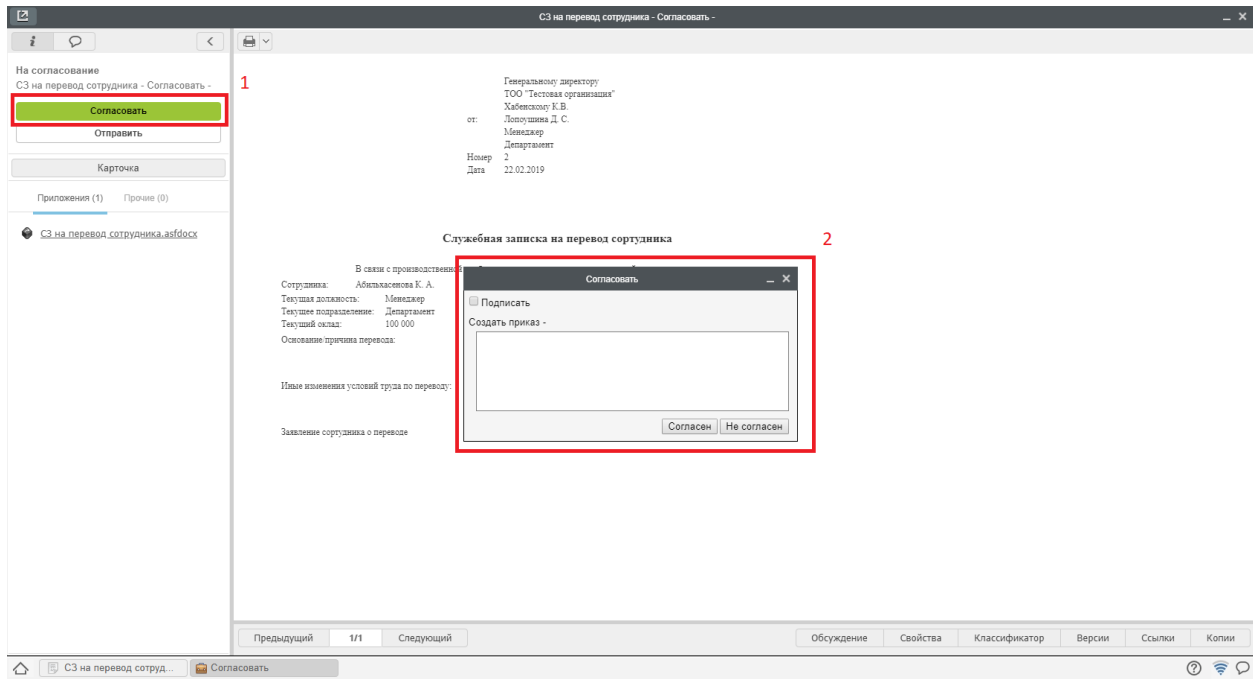 СЗ на перевод сотрудника - Согласовать -
На согласование
СЗ на перевод сотрудника - Согласовать -
1
Согласовать
Отправить
Карточка
Приложения (1) Прочие (0)
СЗ на перевод сотрудника.asfdocx
Генеральному директору
ТОО "Тестовая организация"
Хабенскому К.В.
от: Лопоушина Д. С.
Менеджер
Департамент
Номер 2
Дата 22.02.2019
Служебная записка на перевод сортудника
2
В связи с производственной
Сотрудника: Абильхасенова К. А.
Текущая должность: Менеджер
Текущее подразделение: Департамент
Текущий оклад: 100 000
Основание/причина перевода:
Иные изменения условий труда по переводу:
Заявление сортудника о переводе
Согласовать
Подписать
Создать приказ -
Согласен Не согласен
Предыдущий 1/1 Следующий
Обсуждение Свойства Классификатор Версии Ссылки Копии
СЗ на перевод сотруд... Согласовать